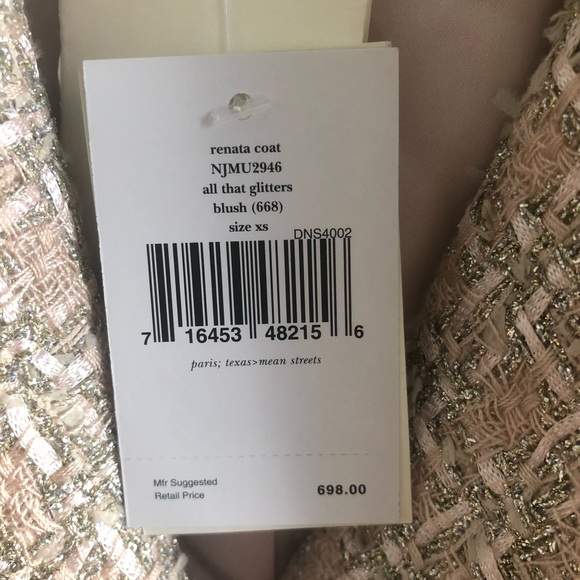 renata coat
NJMU2946
all that glitters
blush (668)
size xs
DNS4002
7 16453 48215 6
paris; texas>mean streets
Mfr Suggested
Retail Price
698.00